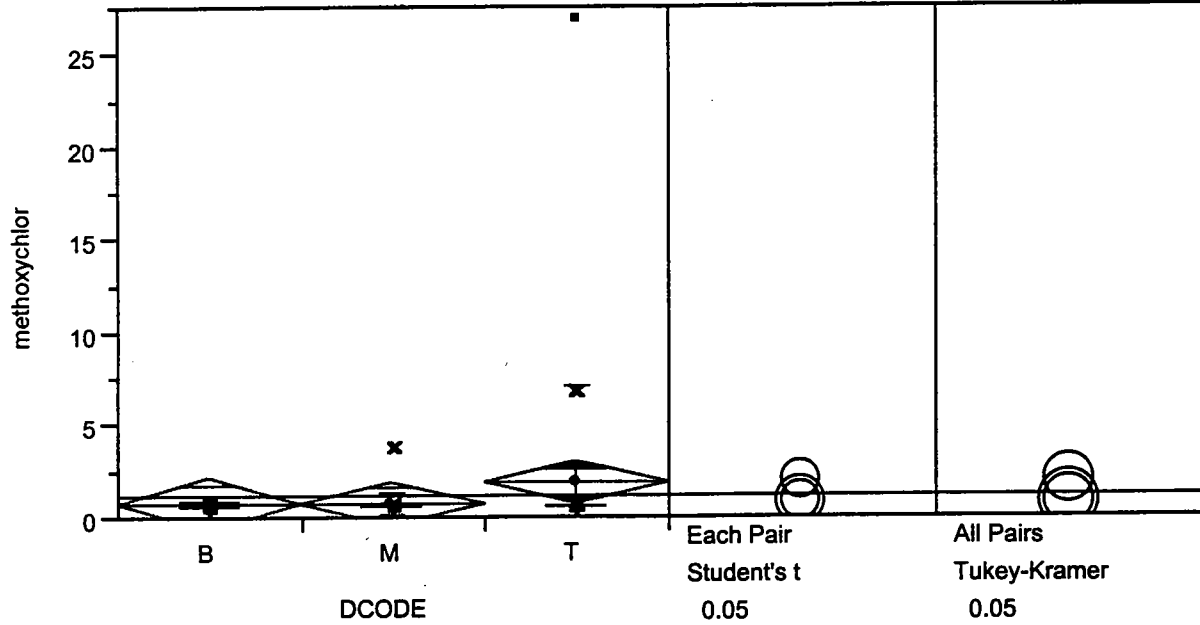 methoxychlor
25
20
15
10
5
0
B
M
T
DCODE
Each Pair
Student's t
0.05
All Pairs
Tukey-Kramer
0.05